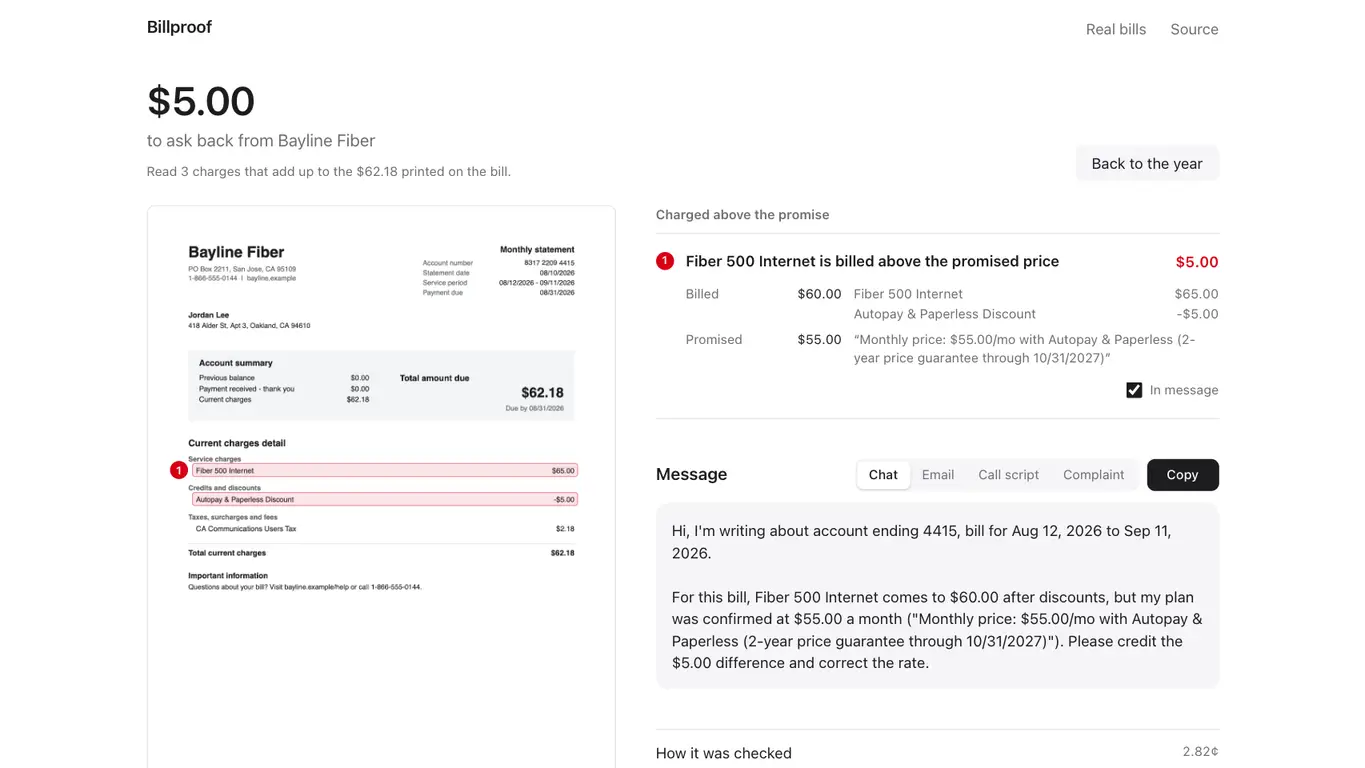 Billproof
Real bills
Source
$5.00
to ask back from Bayline Fiber
Read 3 charges that add up to the $62.18 printed on the bill.
Back to the year
Bayline Fiber
PO Box 2211, San Jose, CA 95109
1-866-555-0144 | bayline.example
Monthly statement
Account number 8317 2209 4415
Statement date 08/10/2026
Service period 08/12/2026 - 09/11/2026
Payment due 08/31/2026
Jordan Lee
418 Alder St, Apt 3, Oakland, CA 94610
Account summary
Previous balance $0.00
Payment received - thank you $0.00
Current charges $62.18
Total amount due
$62.18
Due by 08/31/2026
Current charges detail
Service charges
1 Fiber 500 Internet $65.00
Credits and discounts
Autopay & Paperless Discount -$5.00
Taxes, surcharges and fees
CA Communications Users Tax $2.18
Total current charges $62.18
Important information
Questions about your bill? Visit bayline.example/help or call 1-866-555-0144.
Charged above the promise
1 Fiber 500 Internet is billed above the promised price $5.00
Billed $60.00 Fiber 500 Internet $65.00
Autopay & Paperless Discount -$5.00
Promised $55.00 “Monthly price: $55.00/mo with Autopay & Paperless (2-
year price guarantee through 10/31/2027)”
In message
Message
Chat
Email
Call script
Complaint
Copy
Hi, I'm writing about account ending 4415, bill for Aug 12, 2026 to Sep 11,
2026.
For this bill, Fiber 500 Internet comes to $60.00 after discounts, but my plan
was confirmed at $55.00 a month ("Monthly price: $55.00/mo with Autopay &
Paperless (2-year price guarantee through 10/31/2027)"). Please credit the
$5.00 difference and correct the rate.
How it was checked 2.82¢